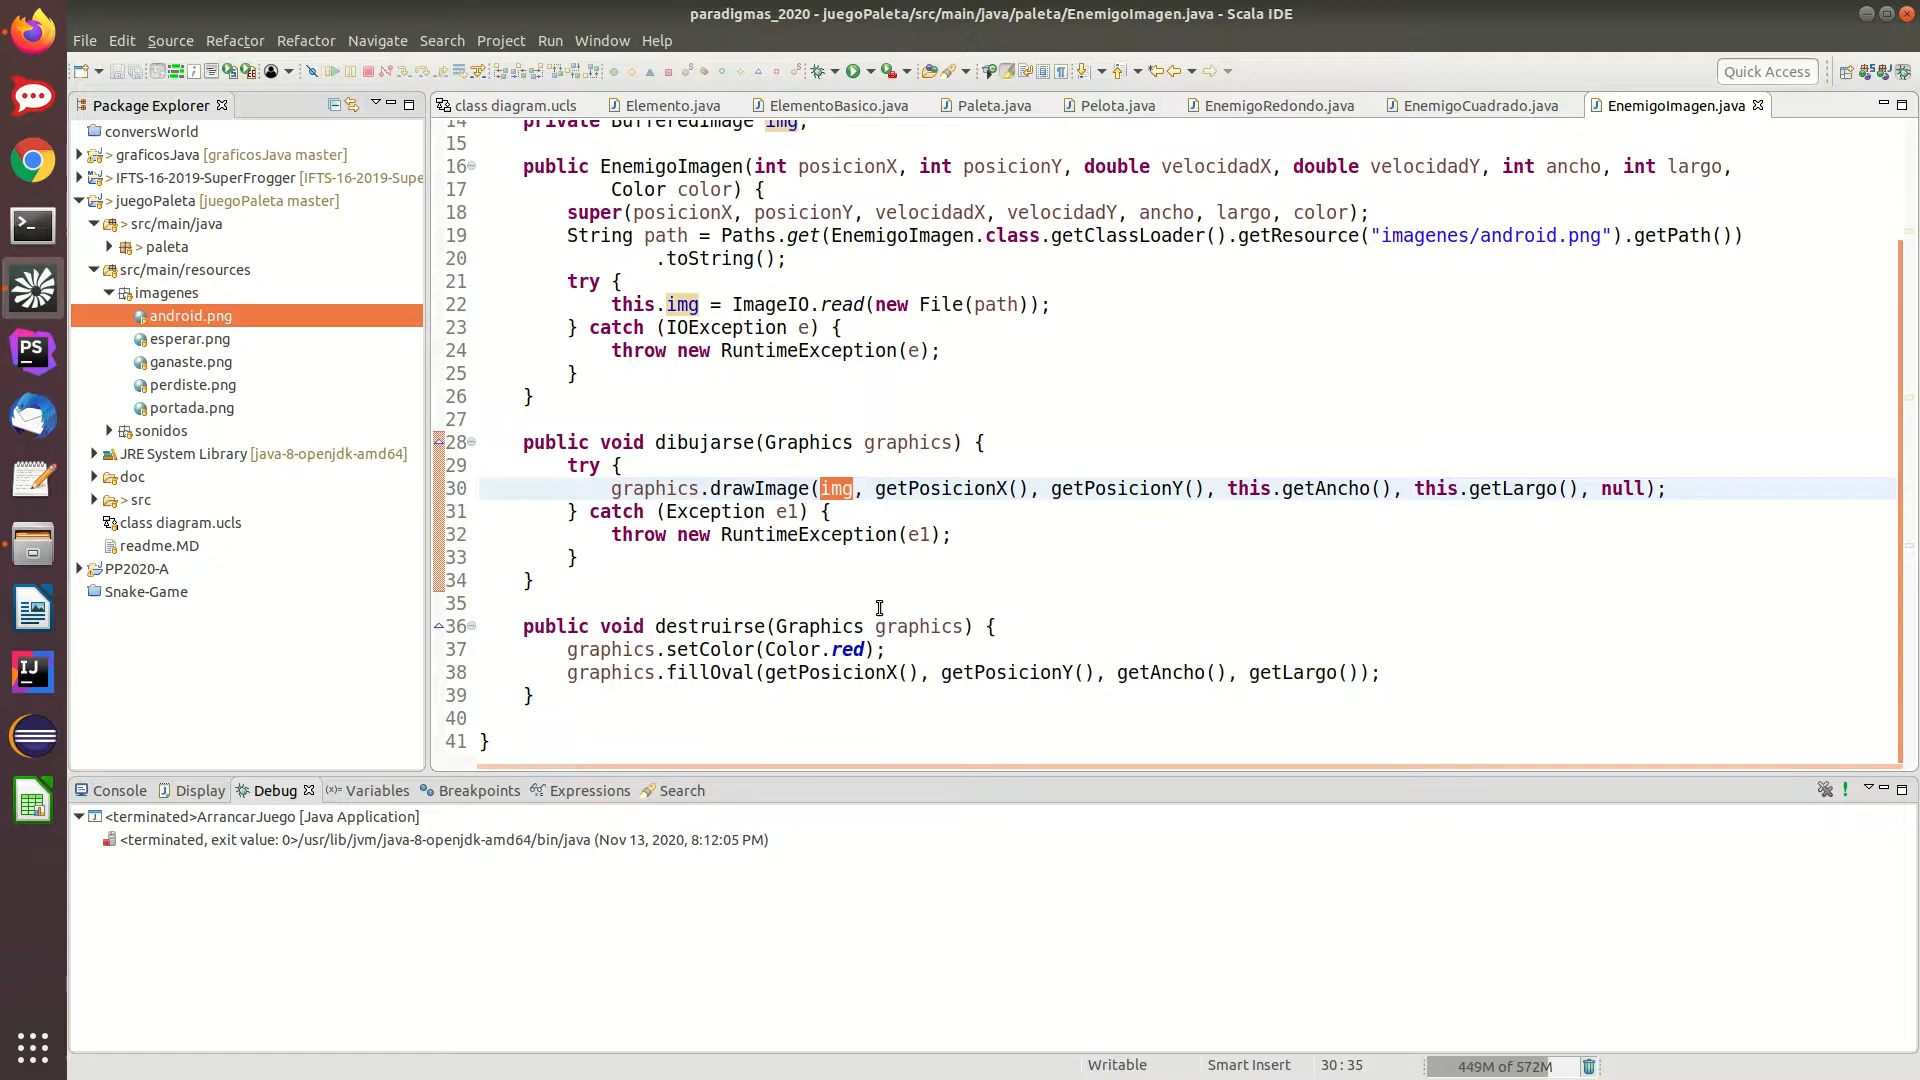 paradigmas_2020 - juegoPaleta/src/main/java/paleta/EnemigoImagen.java - Scala IDE
File Edit Source Refactor Refactor Navigate Search Project Run Window Help
Quick Access
Package Explorer
class diagram.ucls Elemento.java ElementoBasico.java Paleta.java Pelota.java EnemigoRedondo.java EnemigoCuadrado.java EnemigoImagen.java
conversWorld
> graficosJava [graficosJava master]
> IFTS-16-2019-SuperFrogger [IFTS-16-2019-Supe
> juegoPaleta [juegoPaleta master]
> src/main/java
> paleta
src/main/resources
imagenes
android.png
esperar.png
ganaste.png
perdiste.png
portada.png
sonidos
JRE System Library [java-8-openjdk-amd64]
doc
> src
class diagram.ucls
readme.MD
PP2020-A
Snake-Game
14 private BufferedImage img;
15
16 public EnemigoImagen(int posicionX, int posicionY, double velocidadX, double velocidadY, int ancho, int largo,
17 Color color) {
18 super(posicionX, posicionY, velocidadX, velocidadY, ancho, largo, color);
19 String path = Paths.get(EnemigoImagen.class.getClassLoader().getResource("imagenes/android.png").getPath())
20 .toString();
21 try {
22 this.img = ImageIO.read(new File(path));
23 } catch (IOException e) {
24 throw new RuntimeException(e);
25 }
26 }
27
28 public void dibujarse(Graphics graphics) {
29 try {
30 graphics.drawImage(img, getPosicionX(), getPosicionY(), this.getAncho(), this.getLargo(), null);
31 } catch (Exception e1) {
32 throw new RuntimeException(e1);
33 }
34 }
35
36 public void destruirse(Graphics graphics) {
37 graphics.setColor(Color.red);
38 graphics.fillOval(getPosicionX(), getPosicionY(), getAncho(), getLargo());
39 }
40
41 }
Console Display Debug Variables Breakpoints Expressions Search
<terminated>ArrancarJuego [Java Application]
<terminated, exit value: 0>/usr/lib/jvm/java-8-openjdk-amd64/bin/java (Nov 13, 2020, 8:12:05 PM)
Writable Smart Insert 30 : 35 449M of 572M
PS
IJ